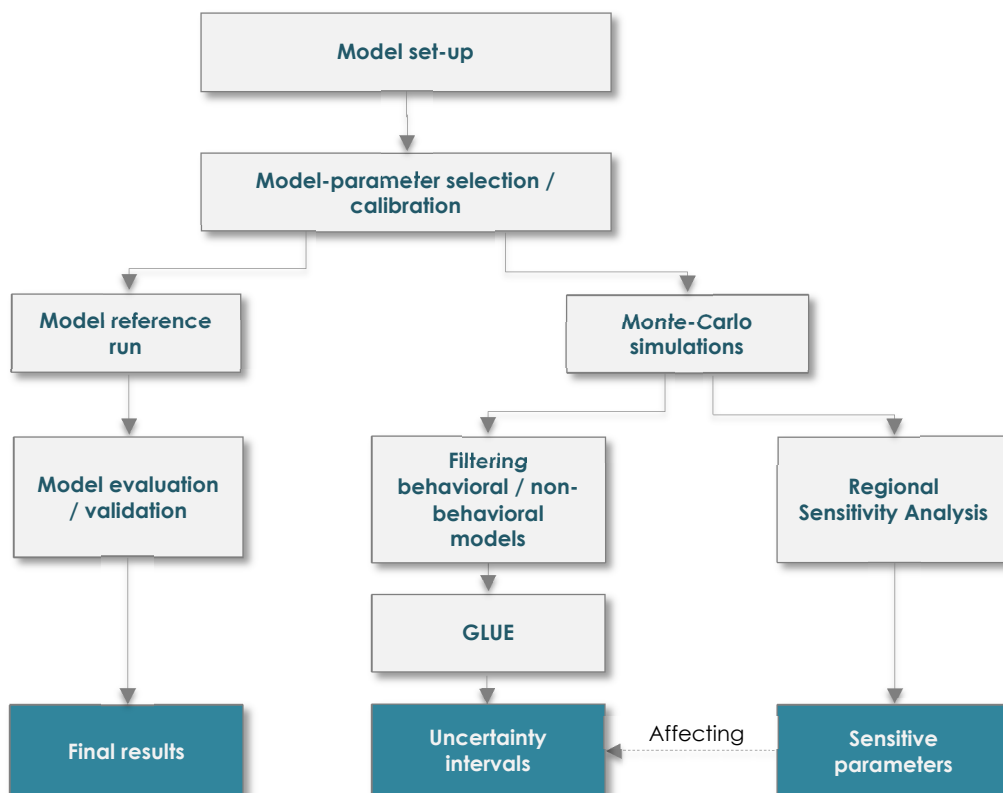 Model set-up
Model-parameter selection /
calibration
Model reference
run
Monte-Carlo
simulations
Model evaluation
/ validation
Filtering
behavioral / non-
behavioral
models
Regional
Sensitivity Analysis
GLUE
Final results
Uncertainty
intervals
Affecting
Sensitive
parameters